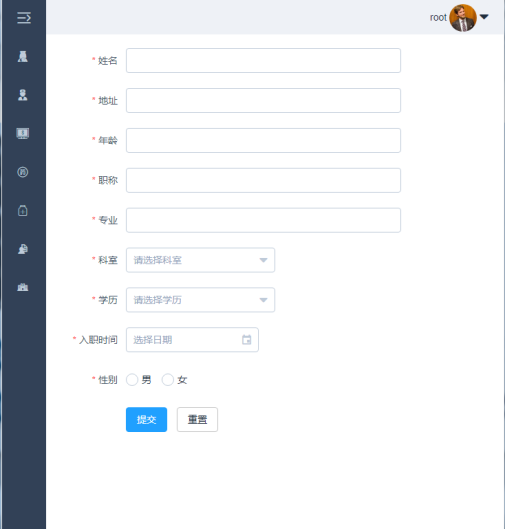 root
* 姓名
* 地址
* 年龄
* 职称
* 专业
* 科室 请选择科室
* 学历 请选择学历
* 入职时间 选择日期
* 性别 男 女
提交 重置